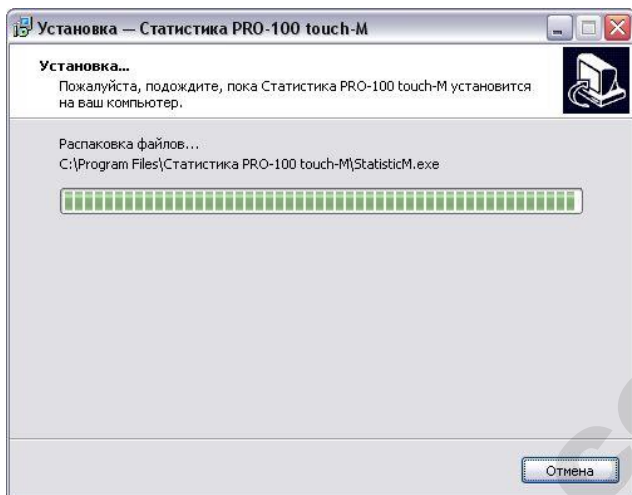 Установка — Статистика PRO-100 touch-M
Установка...
Пожалуйста, подождите, пока Статистика PRO-100 touch-M установится
на ваш компьютер.
Распаковка файлов...
C:\Program Files\Статистика PRO-100 touch-M\StatisticM.exe
Отмена